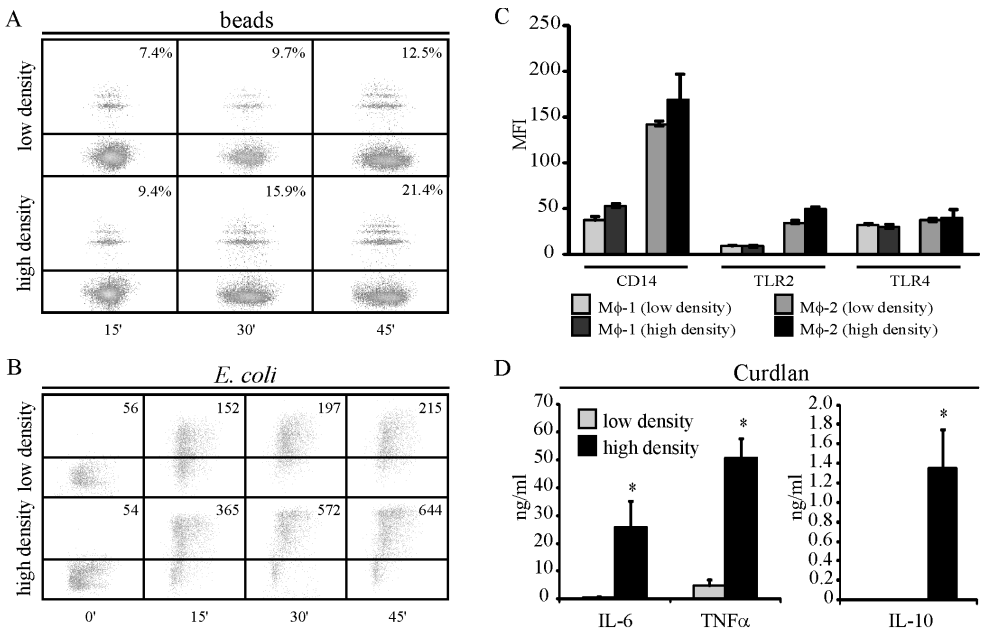 A
beads
low density
7.4%
9.7%
12.5%
high density
9.4%
15.9%
21.4%
15'
30'
45'
B
E. coli
low density
56
152
197
215
high density
54
365
572
644
0'
15'
30'
45'
C
MFI
250
200
150
100
50
0
CD14
TLR2
TLR4
Mϕ-1 (low density)
Mϕ-2 (low density)
Mϕ-1 (high density)
Mϕ-2 (high density)
D
Curdlan
ng/ml
70
60
50
40
30
20
10
0
low density
high density
*
*
IL-6
TNFα
ng/ml
2.0
1.8
1.6
1.4
1.2
1.0
0.8
0.6
0.4
0.2
0.0
*
IL-10